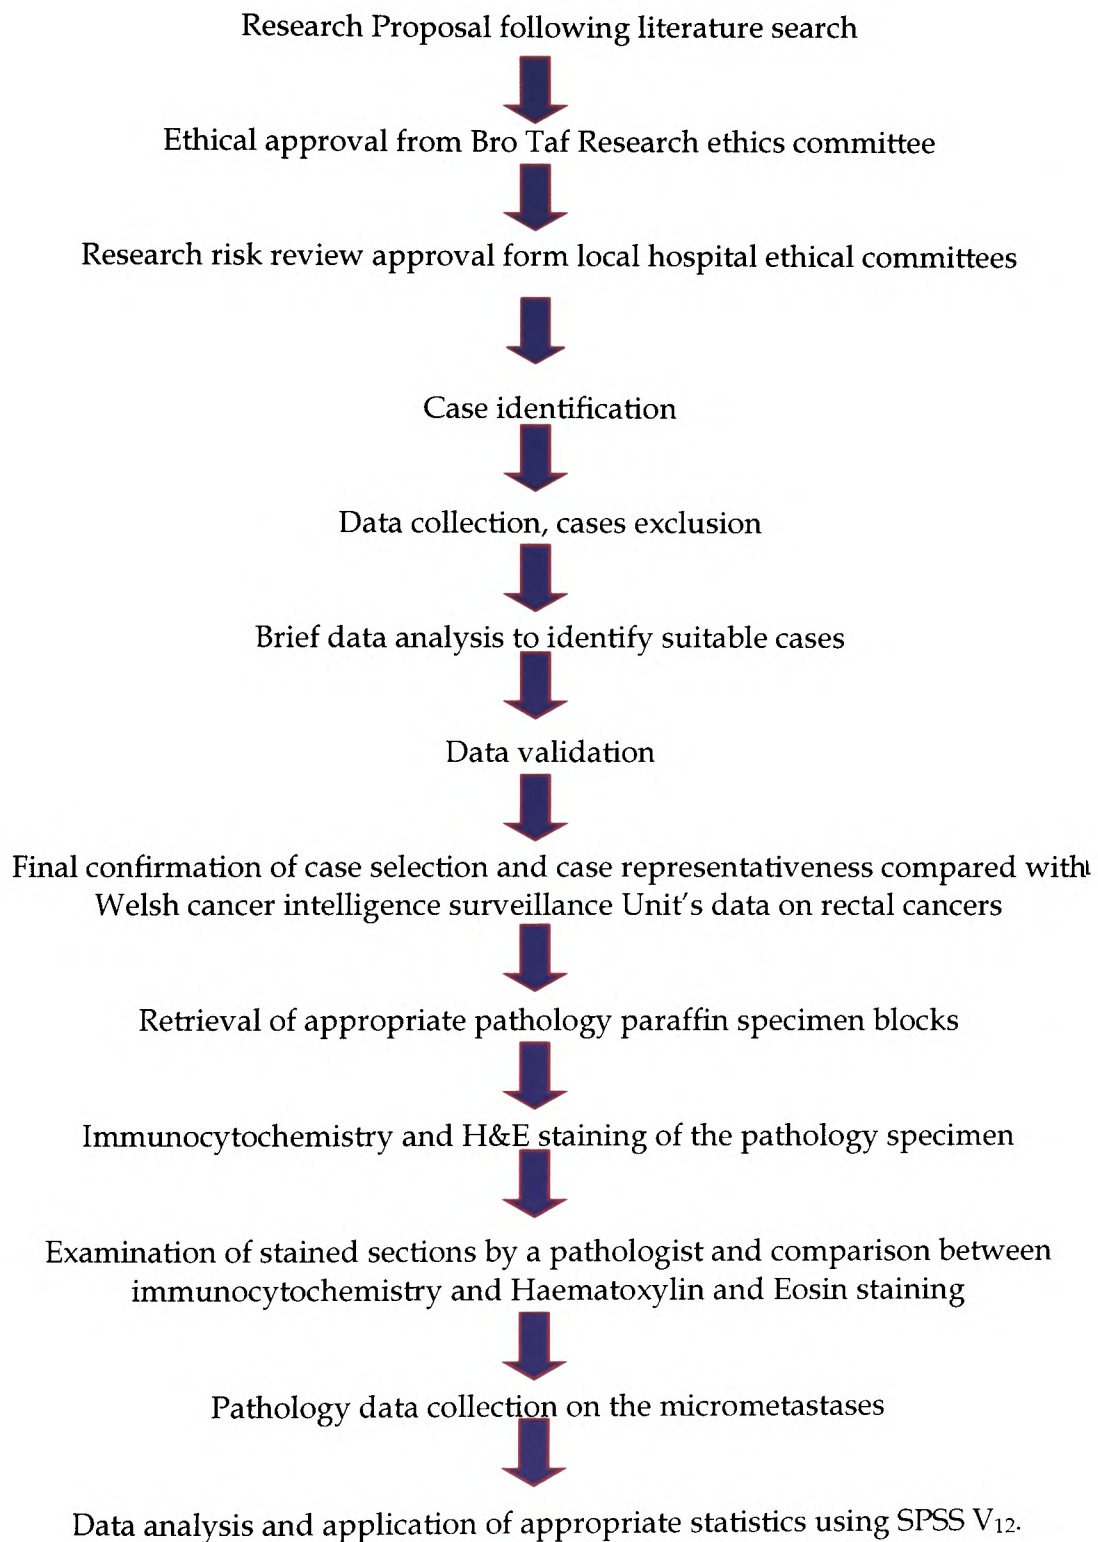 Research Proposal following literature search
Ethical approval from Bro Taf Research ethics committee
Research risk review approval form local hospital ethical committees
Case identification
Data collection, cases exclusion
Brief data analysis to identify suitable cases
Data validation
Final confirmation of case selection and case representativeness compared with
Welsh cancer intelligence surveillance Unit's data on rectal cancers
Retrieval of appropriate pathology paraffin specimen blocks
Immunocytochemistry and H&E staining of the pathology specimen
Examination of stained sections by a pathologist and comparison between
immunocytochemistry and Haematoxylin and Eosin staining
Pathology data collection on the micrometastases
Data analysis and application of appropriate statistics using SPSS V12.